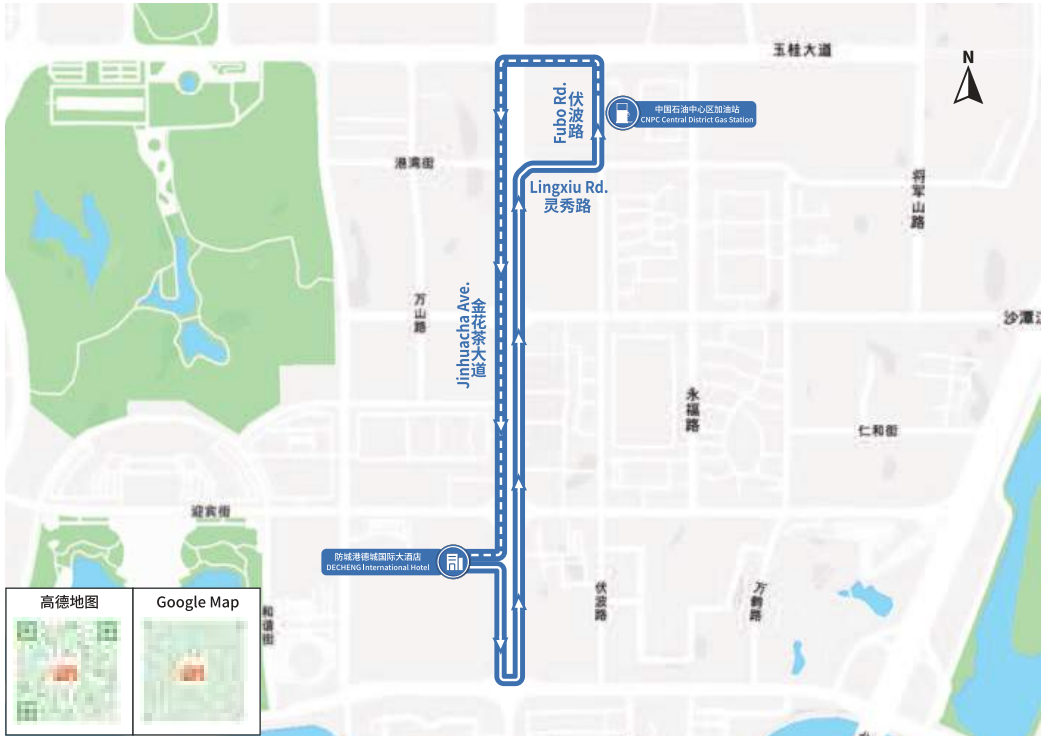 玉桂大道
N
中国石油中心区加油站
CNPC Central District Gas Station
Fubo Rd.
伏波路
港湾街
Lingxiu Rd.
灵秀路
将军山路
万山路
Jinhuacha Ave.
金花茶大道
沙潭江
永福路
仁和街
迎宾街
防城港德城国际大酒店
DECHENG International Hotel
伏波路
万鹤路
和谐街
高德地图
Google Map